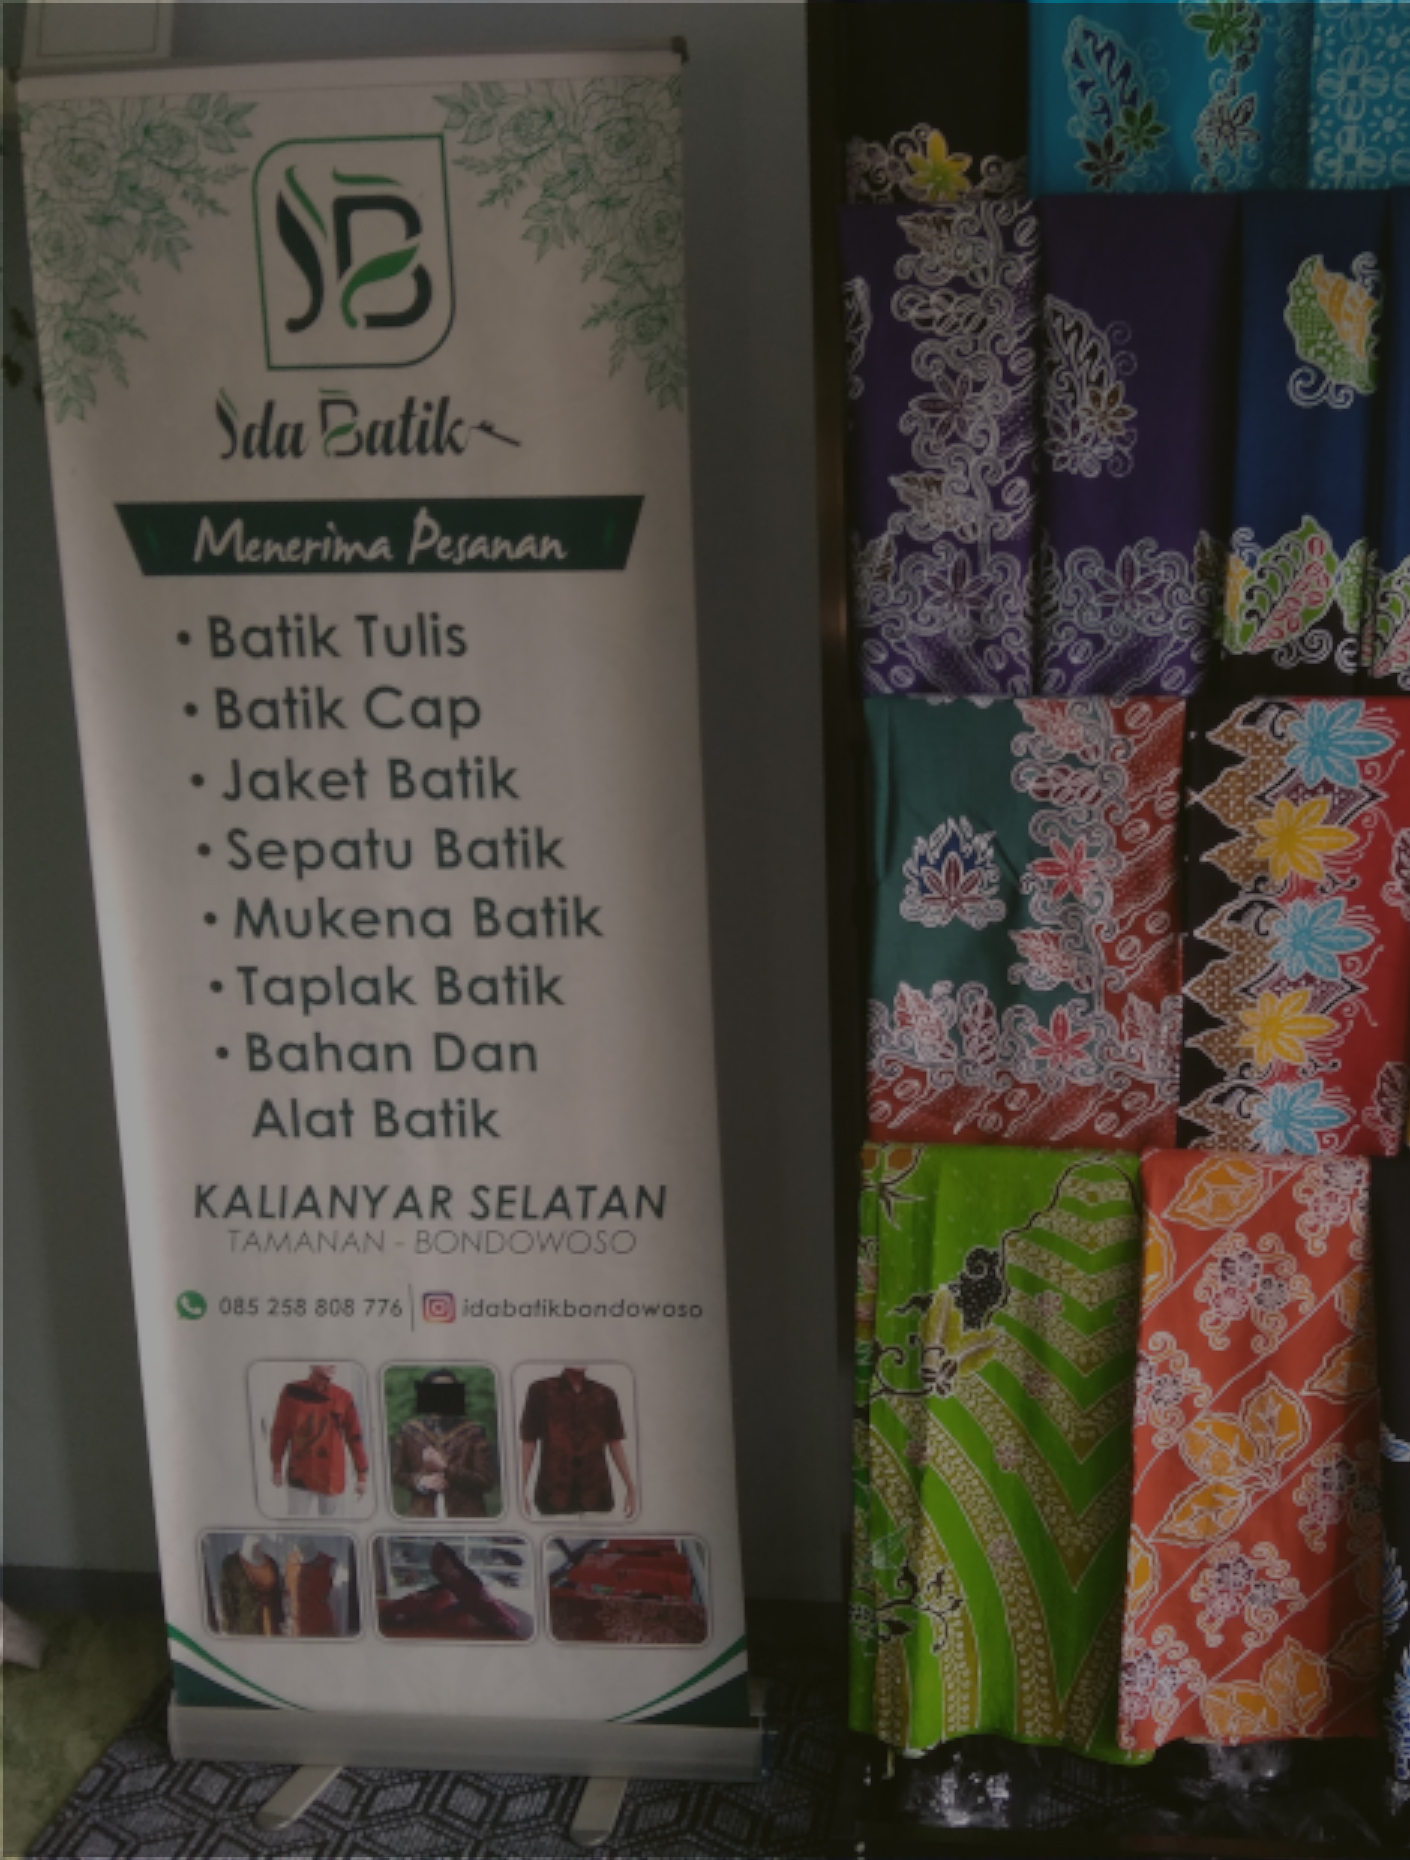 IB
Ida Batik
Menerima Pesanan
• Batik Tulis
• Batik Cap
• Jaket Batik
• Sepatu Batik
• Mukena Batik
• Taplak Batik
• Bahan Dan
Alat Batik
KALIANYAR SELATAN
TAMANAN - BONDOWOSO
085 258 808 776 | idabatikbondowoso